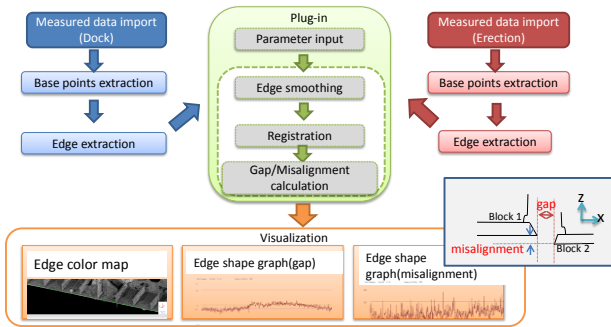 Measured data import
(Dock)
Base points extraction
Edge extraction
Plug-in
Parameter input
Edge smoothing
Registration
Gap/Misalignment
calculation
Measured data import
(Erection)
Base points extraction
Edge extraction
gap
Z
X
Block 1
misalignment
Block 2
Visualization
Edge color map
Edge shape graph(gap)
Edge shape
graph(misalignment)